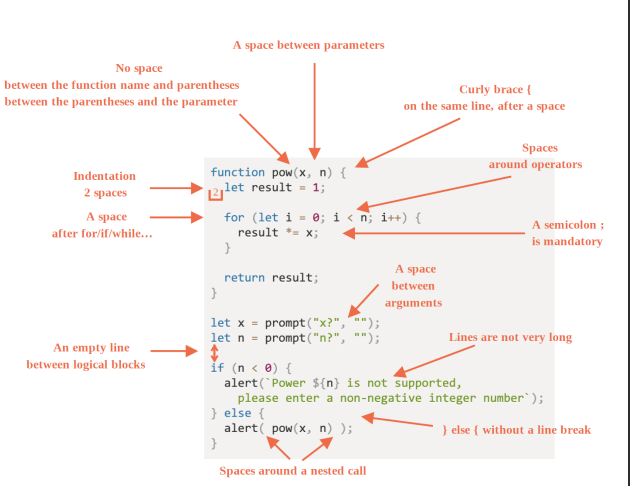 A space between parameters
No space
between the function name and parentheses
between the parentheses and the parameter
Curly brace {
on the same line, after a space
Spaces
around operators
Indentation
2 spaces
A space
after for/if/while…
A semicolon ;
is mandatory
function pow(x, n) {
2
  let result = 1;

  for (let i = 0; i < n; i++) {
    result *= x;
  }

  return result;
}
A space
between
arguments
let x = prompt("x?", "");
let n = prompt("n?", "");
An empty line
between logical blocks
Lines are not very long
if (n < 0) {
  alert(`Power ${n} is not supported,
    please enter a non-negative integer number`);
} else {
  alert( pow(x, n) );
}
} else { without a line break
Spaces around a nested call